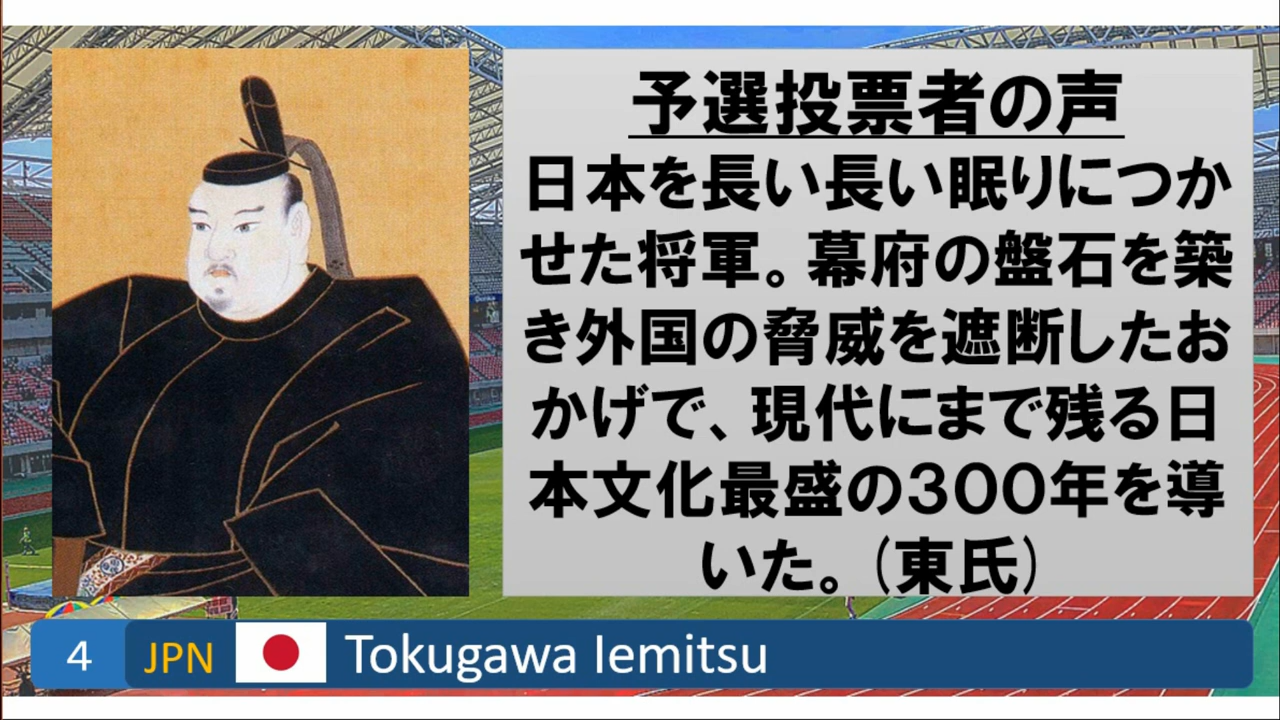 予選投票者の声
日本を長い長い眠りにつか
せた将軍。幕府の盤石を築
き外国の脅威を遮断したお
かげで、現代にまで残る日
本文化最盛の300年を導
いた。(東氏)
4 JPN Tokugawa Iemitsu